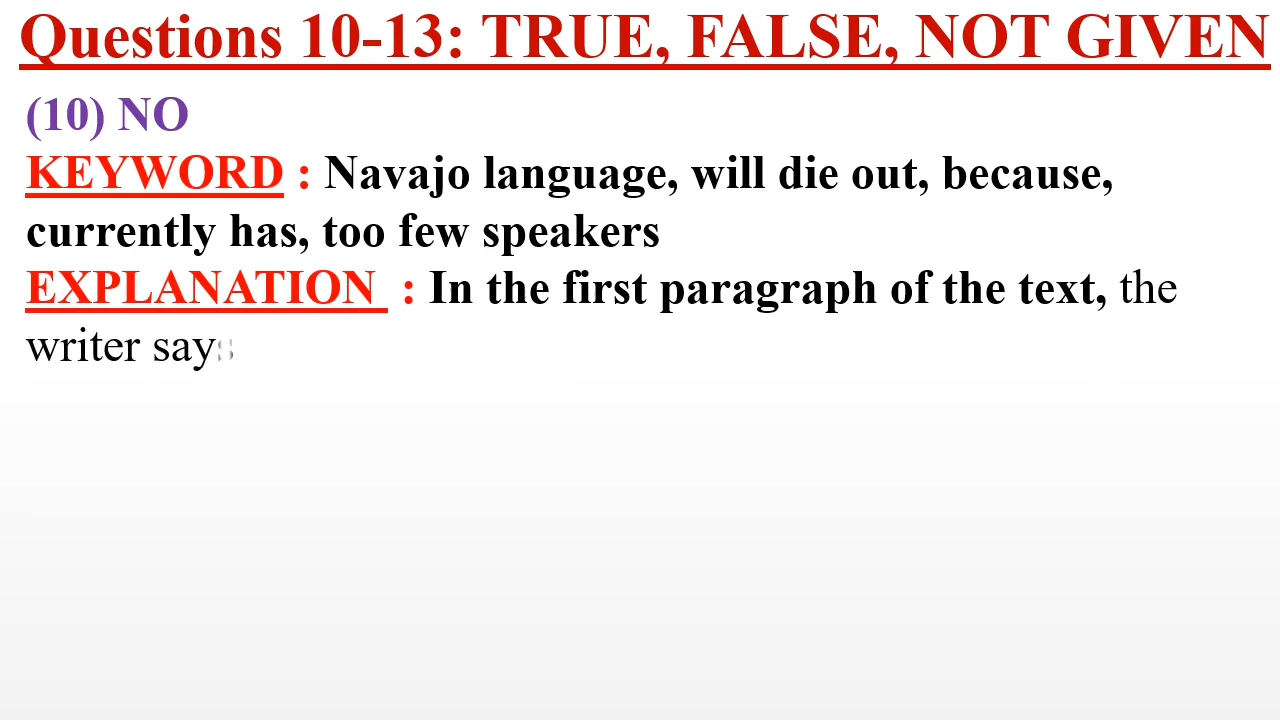 Questions 10-13: TRUE, FALSE, NOT GIVEN
(10) NO
KEYWORD : Navajo language, will die out, because,
currently has, too few speakers
EXPLANATION : In the first paragraph of the text, the
writer says